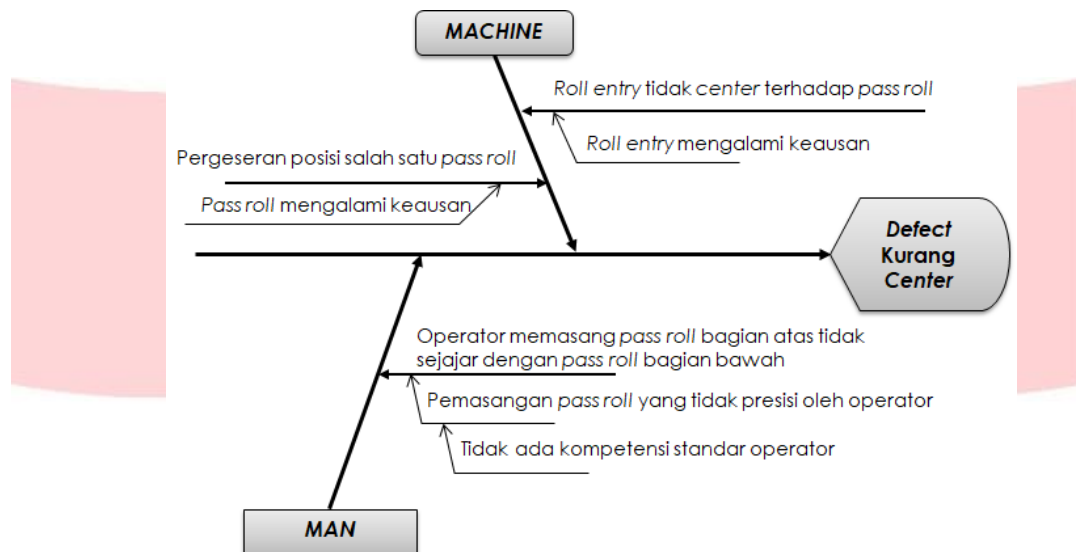 MACHINE
Roll entry tidak center terhadap pass roll
Roll entry mengalami keausan
Pergeseran posisi salah satu pass roll
Pass roll mengalami keausan
Defect
Kurang
Center
Operator memasang pass roll bagian atas tidak
sejajar dengan pass roll bagian bawah
Pemasangan pass roll yang tidak presisi oleh operator
Tidak ada kompetensi standar operator
MAN